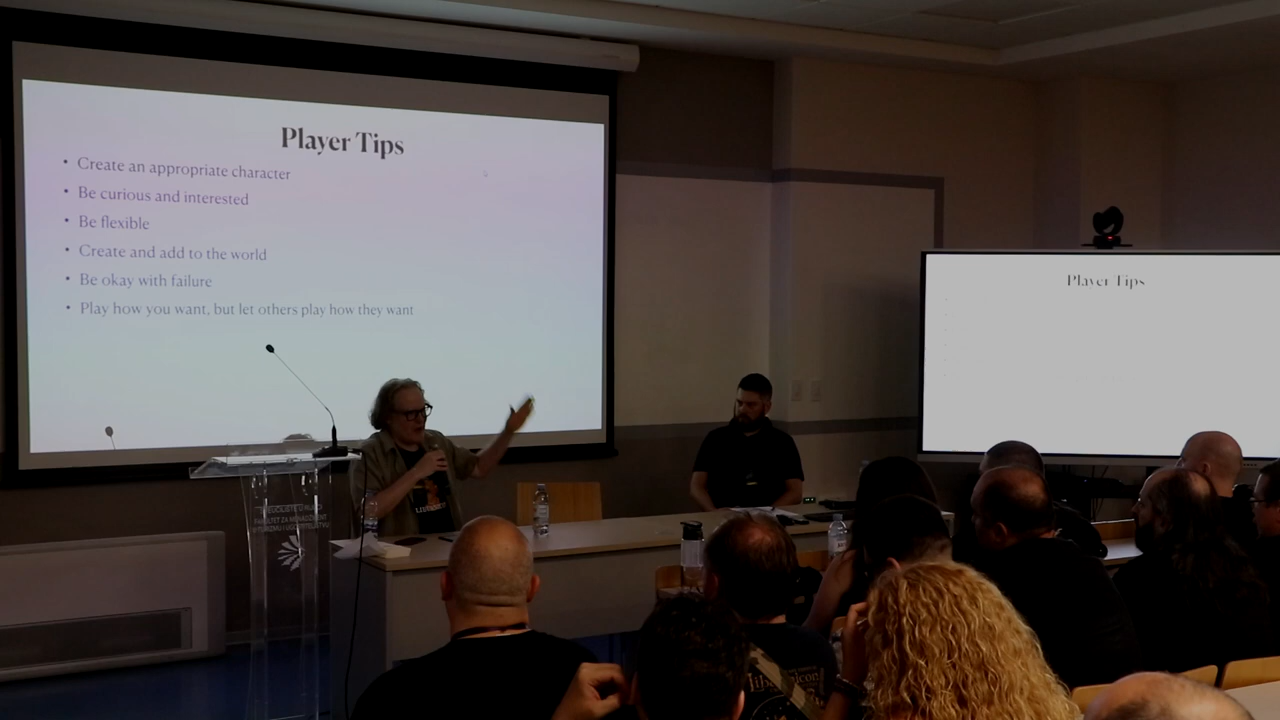 Player Tips
• Create an appropriate character
• Be curious and interested
• Be flexible
• Create and add to the world
• Be okay with failure
• Play how you want, but let others play how they want
Player Tips